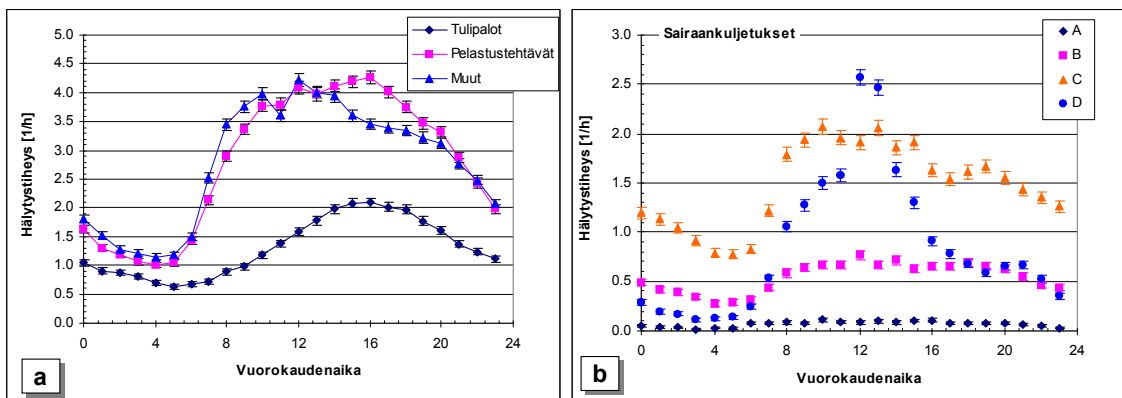 Tulipalot
Pelastustehtävät
Muut
5.0
4.5
4.0
3.5
3.0
2.5
2.0
1.5
1.0
0.5
0.0
Hälytystiheys [1/h]
0 4 8 12 16 20 24
Vuorokaudenaika
a
Sairaankuljetukset
A
B
C
D
3.0
2.5
2.0
1.5
1.0
0.5
0.0
Hälytystiheys [1/h]
0 4 8 12 16 20 24
Vuorokaudenaika
b